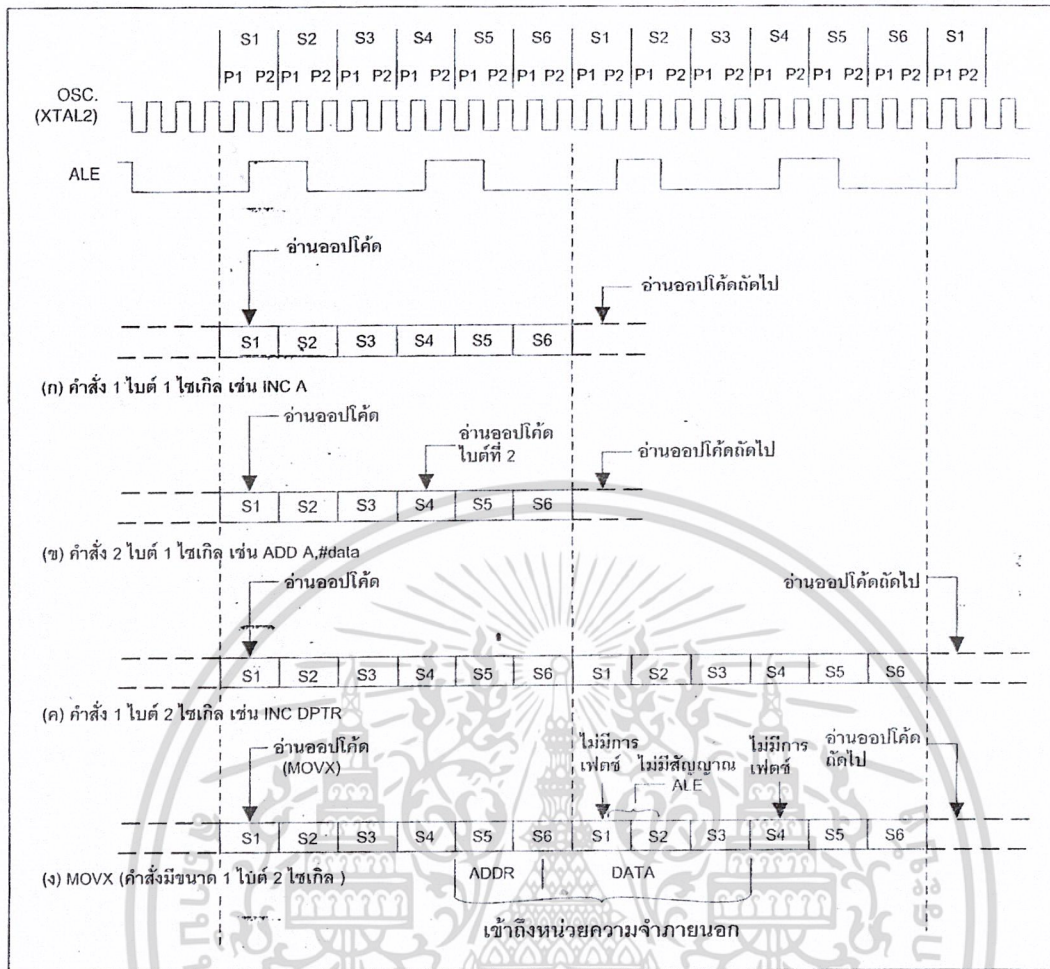 S1 S2 S3 S4 S5 S6 S1 S2 S3 S4 S5 S6 S1
P1 P2 P1 P2 P1 P2 P1 P2 P1 P2 P1 P2 P1 P2 P1 P2 P1 P2 P1 P2 P1 P2 P1 P2 P1 P2
OSC.
(XTAL2)
ALE
อ่านออปโค้ด
อ่านออปโค้ดถัดไป
S1 S2 S3 S4 S5 S6
(ก) คำสั่ง 1 ไบต์ 1 ไซเกิล เช่น INC A
อ่านออปโค้ด
อ่านออปโค้ด
ไบต์ที่ 2
อ่านออปโค้ดถัดไป
S1 S2 S3 S4 S5 S6
(ข) คำสั่ง 2 ไบต์ 1 ไซเกิล เช่น ADD A,#data
อ่านออปโค้ด
อ่านออปโค้ดถัดไป
S1 S2 S3 S4 S5 S6 S1 S2 S3 S4 S5 S6
(ค) คำสั่ง 1 ไบต์ 2 ไซเกิล เช่น INC DPTR
อ่านออปโค้ด
(MOVX)
ไม่มีการ
เฟตช์
ไม่มีสัญญาณ
ALE
ไม่มีการ
เฟตช์
อ่านออปโค้ด
ถัดไป
S1 S2 S3 S4 S5 S6 S1 S2 S3 S4 S5 S6
(ง) MOVX (คำสั่งมีขนาด 1 ไบต์ 2 ไซเกิล )
ADDR DATA
เข้าถึงหน่วยความจำภายนอก